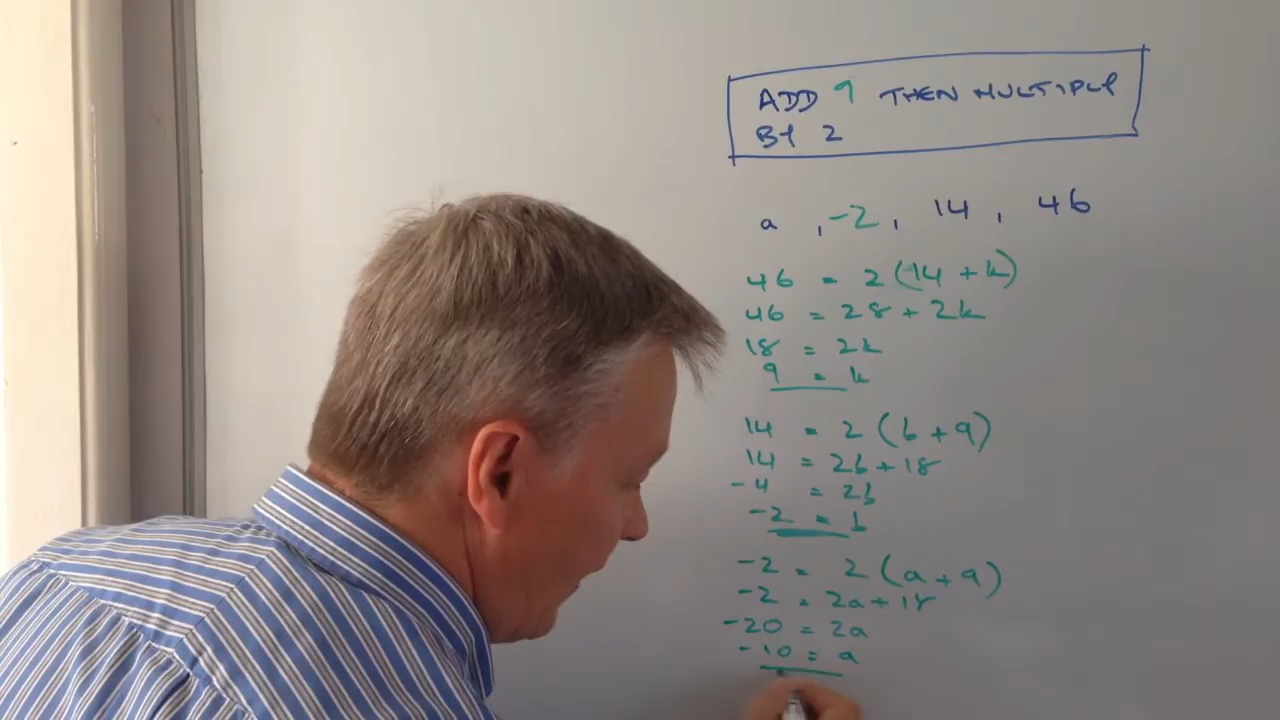 ADD 9 THEN MULTIPLY
BY 2
a , -2, 14 , 46
46 = 2 (14 + k)
46 = 28 + 2k
18 = 2k
9 = k
14 = 2 (b + 9)
14 = 2b + 18
-4 = 2b
-2 = b
-2 = 2 (a + 9)
-2 = 2a + 18
-20 = 2a
-10 = a